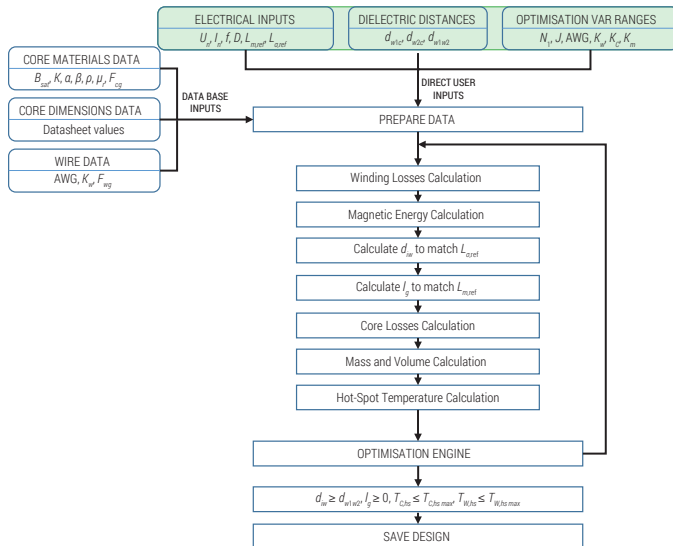 ELECTRICAL INPUTS
U_n, I_n, f, D, L_m,ref, L_σ,ref
DIELECTRIC DISTANCES
d_w1c, d_w2c, d_w1w2
OPTIMISATION VAR RANGES
N_1, J, AWG, K_w, K_c, K_m
CORE MATERIALS DATA
B_sat, K, α, β, ρ, μ_r, F_cg
CORE DIMENSIONS DATA
Datasheet values
WIRE DATA
AWG, K_w, F_wg
DATA BASE
INPUTS
DIRECT USER
INPUTS
PREPARE DATA
Winding Losses Calculation
Magnetic Energy Calculation
Calculate d_iw to match L_σ,ref
Calculate l_g to match L_m,ref
Core Losses Calculation
Mass and Volume Calculation
Hot-Spot Temperature Calculation
OPTIMISATION ENGINE
d_iw ≥ d_w1w2, l_g ≥ 0, T_C,hs ≤ T_C,hs max, T_W,hs ≤ T_W,hs max
SAVE DESIGN